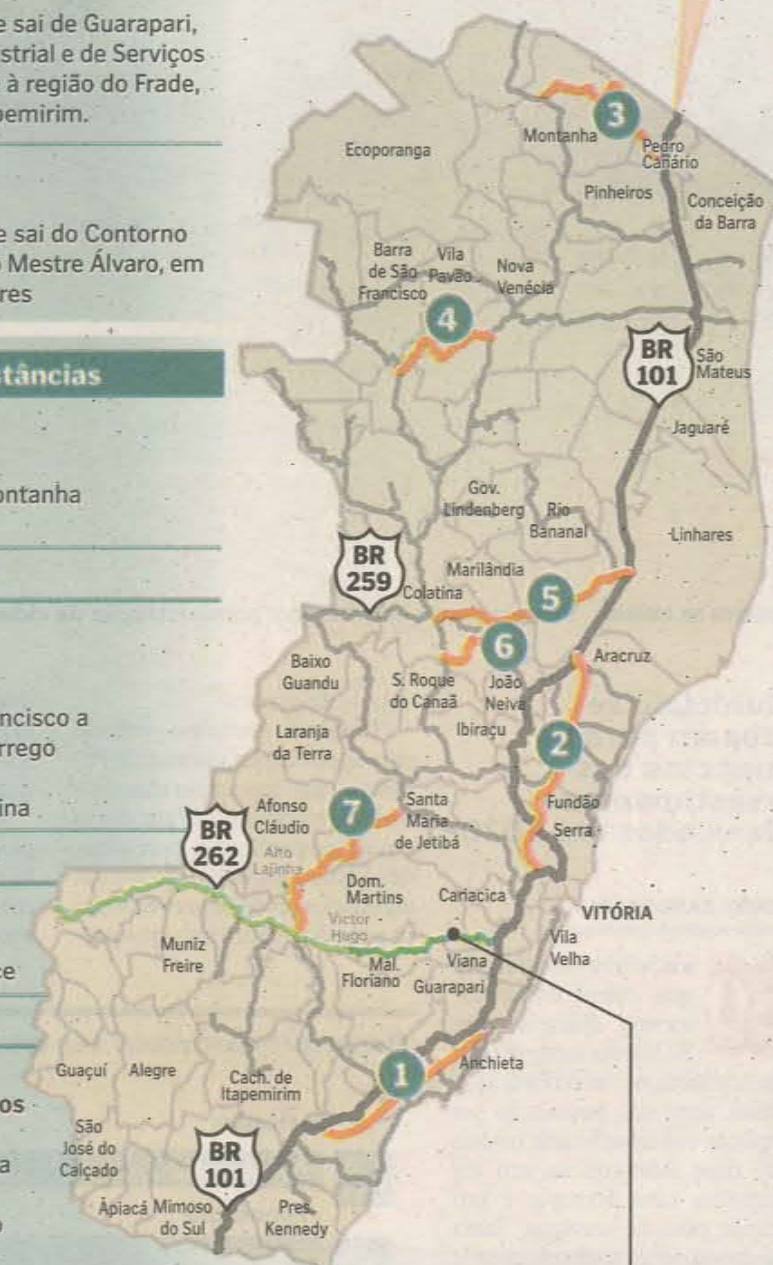 e sai de Guarapari,
strial e de Serviços
à região do Frade,
pemirim.
e sai do Contorno
o Mestre Álvaro, em
res
tâncias
ontanha
ncisco a
rrego
ina
ce
os
a
o
3
Montanha
Ecoporanga
Pedro
Canário
Pinheiros
Conceição
da Barra
Barra
de São
Francisco
Vila
Pavão
Nova
Venécia
4
BR
101
São
Mateus
Jaguaré
Gov.
Lindenberg
Rio
Bananal
Linhares
BR
259
Marilândia
Colatina
5
6
Aracruz
Baixo
Guandu
S. Roque
do Canaã
João
Neiva
Ibiraçu
Laranja
da Terra
2
Afonso
Cláudio
7
Santa
Maria
de Jetibá
Fundão
Serra
BR
262
Alto
Lajinha
Dom.
Martins
Cariacica
VITÓRIA
Victor
Hugo
Vila
Velha
Muniz
Freire
Mal.
Floriano
Viana
Guarapari
1
Anchieta
Guaçuí
Alegre
Cach. de
Itapemirim
São
José do
Calçado
BR
101
Apiacá
Mimoso
do Sul
Pres.
Kennedy